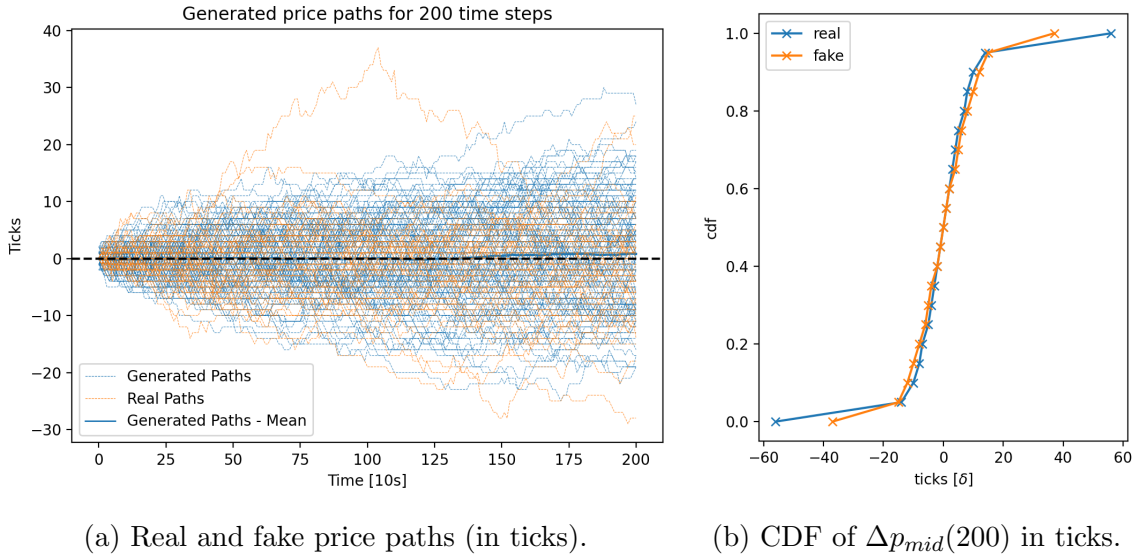 Generated price paths for 200 time steps
40
30
20
10
0
−10
−20
−30
Ticks
Generated Paths
Real Paths
Generated Paths - Mean
0 25 50 75 100 125 150 175 200
Time [10s]
(a) Real and fake price paths (in ticks).
real
fake
1.0
0.8
0.6
0.4
0.2
0.0
cdf
−60 −40 −20 0 20 40 60
ticks [δ]
(b) CDF of Δp_{mid}(200) in ticks.